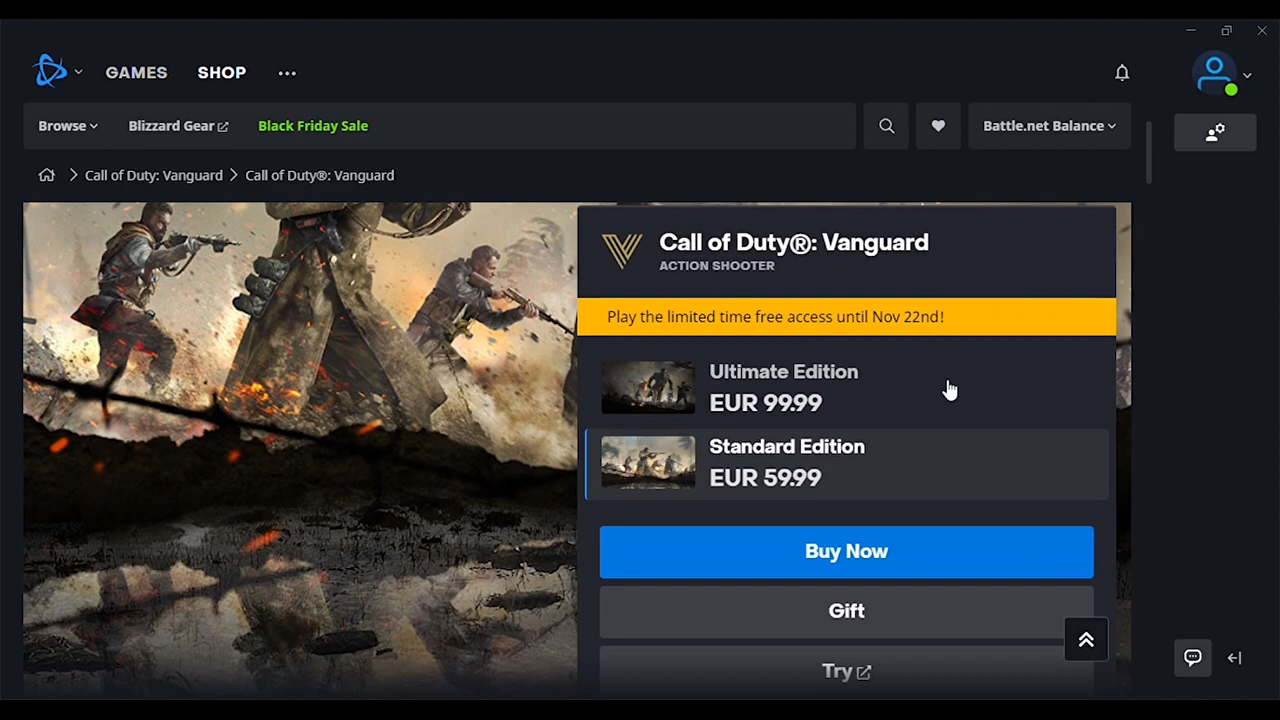 GAMES SHOP
Browse Blizzard Gear Black Friday Sale Battle.net Balance
Call of Duty: Vanguard Call of Duty®: Vanguard
Call of Duty®: Vanguard
ACTION SHOOTER
Play the limited time free access until Nov 22nd!
Ultimate Edition
EUR 99.99
Standard Edition
EUR 59.99
Buy Now
Gift
Try